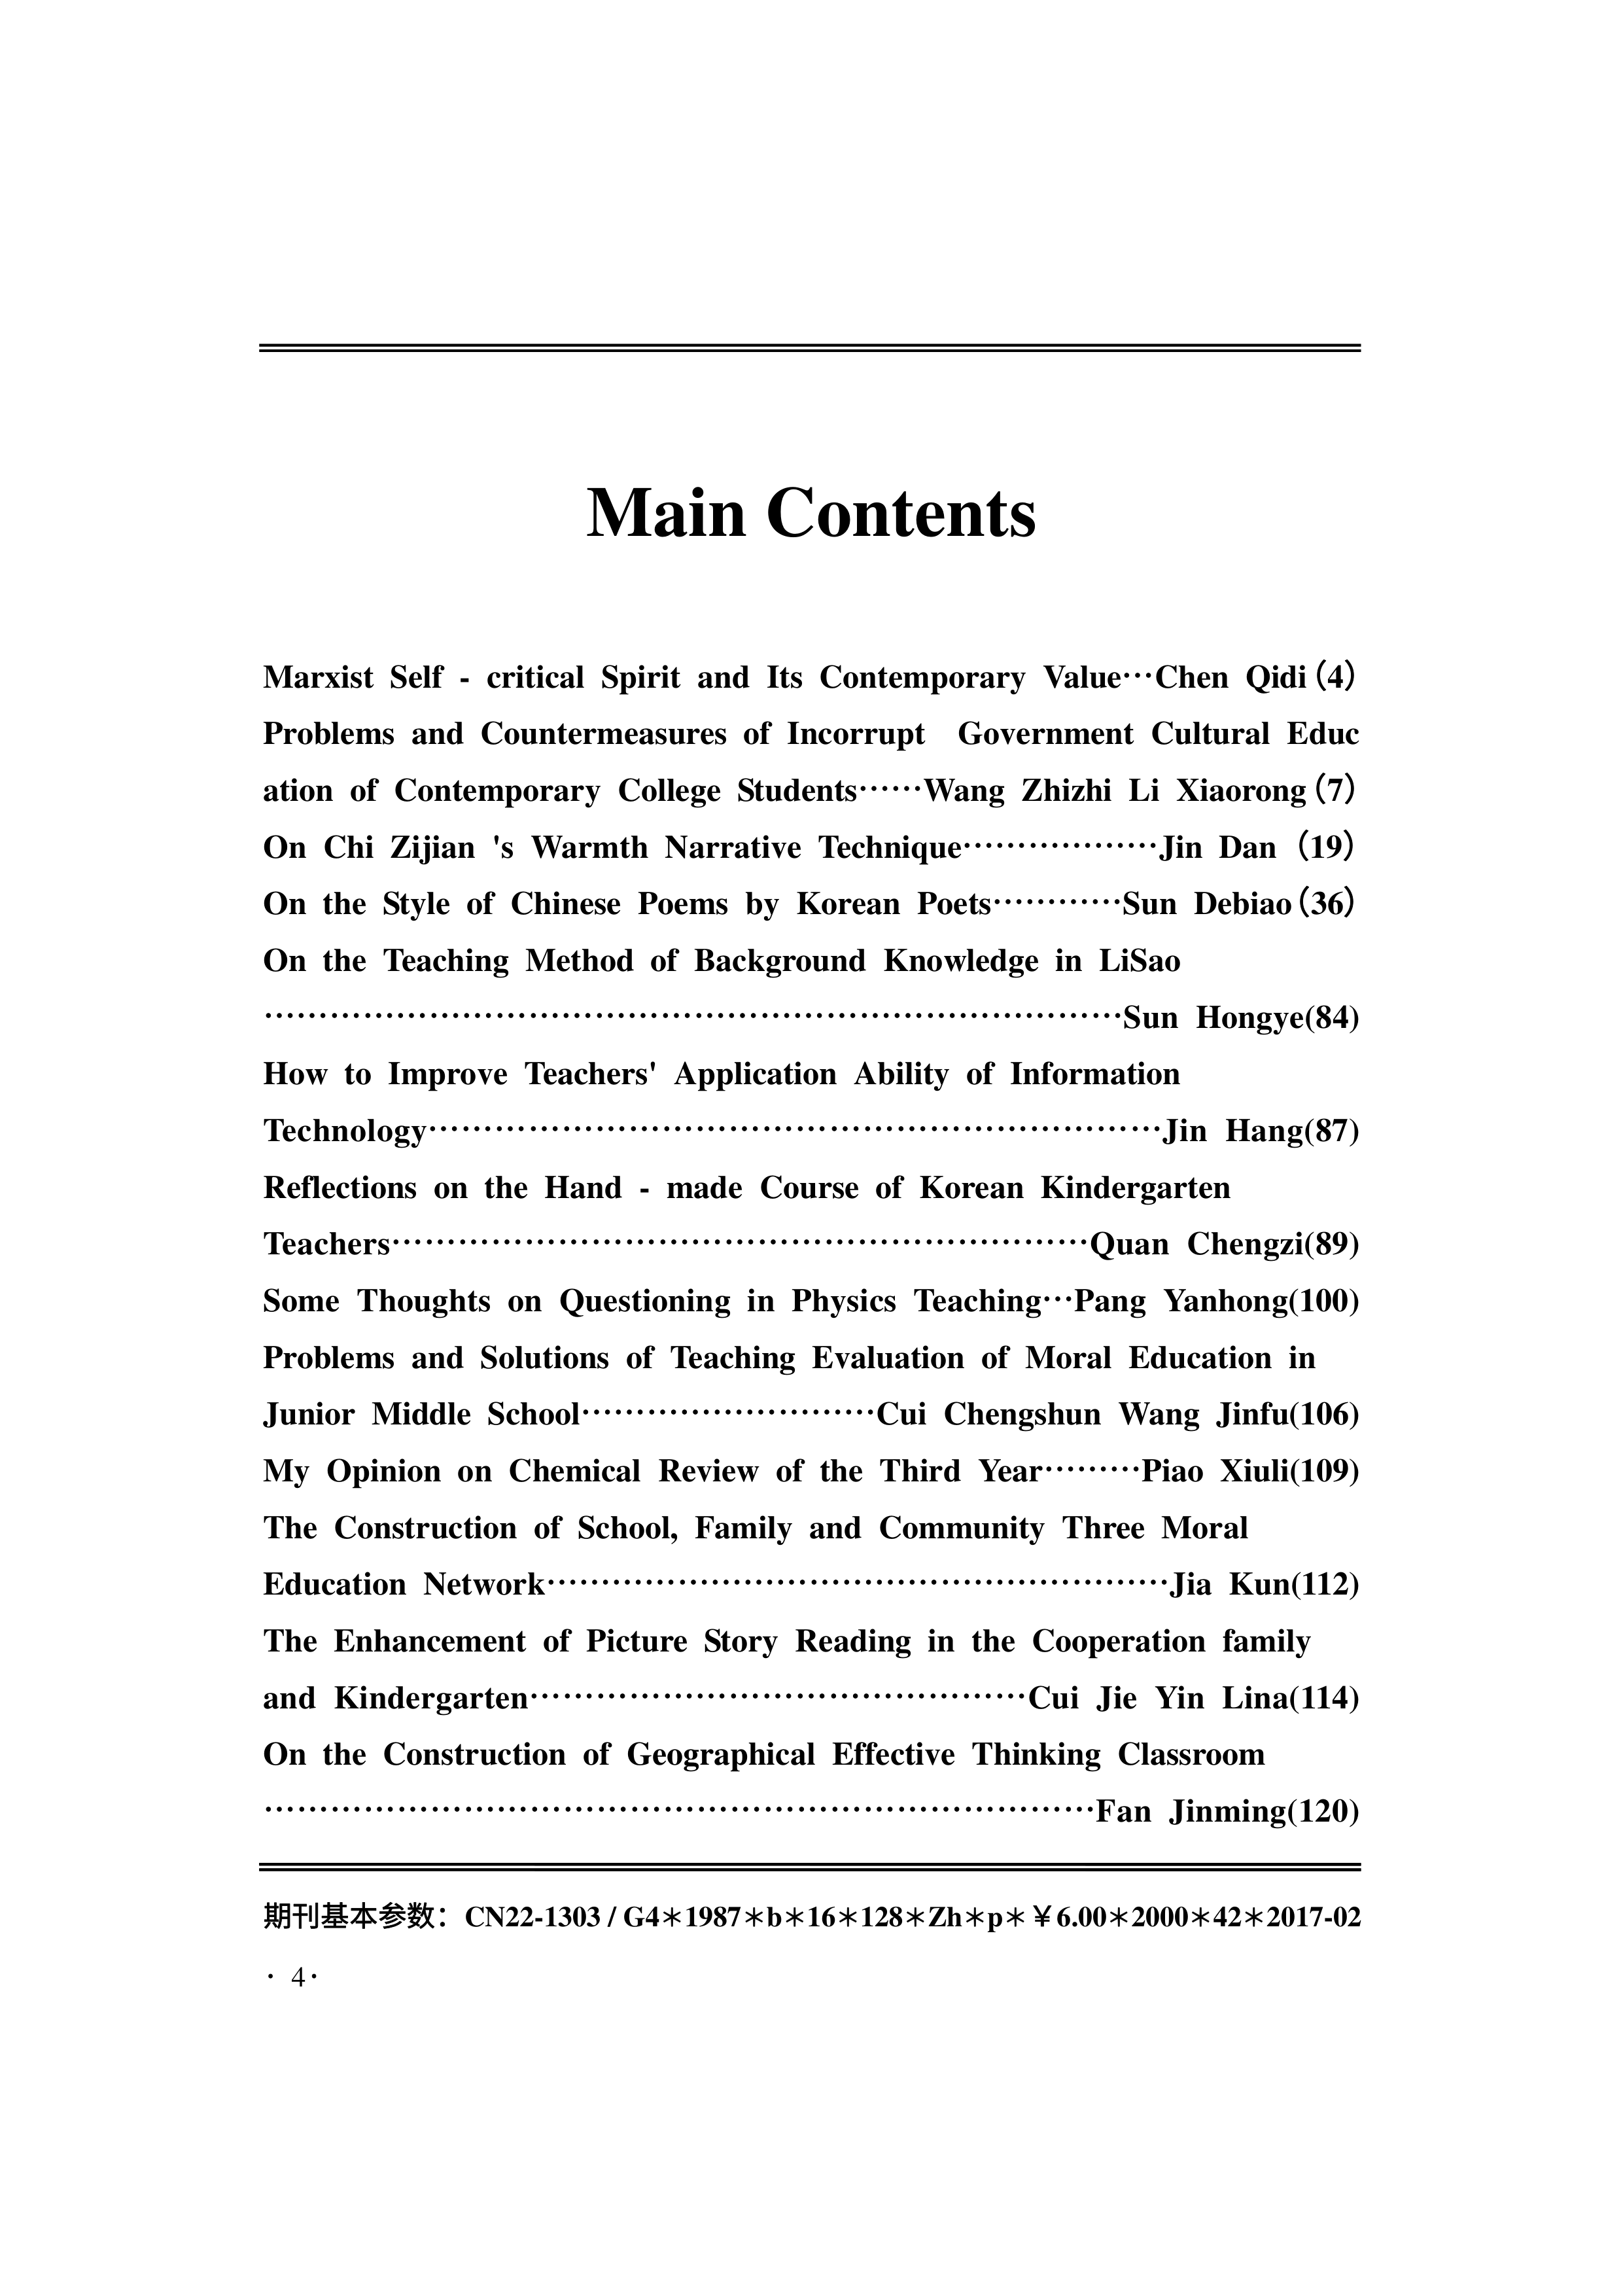 Main Contents
Marxist Self - critical Spirit and Its Contemporary Value···Chen Qidi（4）
Problems and Countermeasures of Incorrupt Government Cultural Educ
ation of Contemporary College Students······Wang Zhizhi Li Xiaorong（7）
On Chi Zijian 's Warmth Narrative Technique··················Jin Dan（19）
On the Style of Chinese Poems by Korean Poets············Sun Debiao（36）
On the Teaching Method of Background Knowledge in LiSao
··············································································Sun Hongye(84)
How to Improve Teachers' Application Ability of Information
Technology···································································Jin Hang(87)
Reflections on the Hand - made Course of Korean Kindergarten
Teachers································································Quan Chengzi(89)
Some Thoughts on Questioning in Physics Teaching···Pang Yanhong(100)
Problems and Solutions of Teaching Evaluation of Moral Education in
Junior Middle School···························Cui Chengshun Wang Jinfu(106)
My Opinion on Chemical Review of the Third Year·········Piao Xiuli(109)
The Construction of School, Family and Community Three Moral
Education Network·························································Jia Kun(112)
The Enhancement of Picture Story Reading in the Cooperation family
and Kindergarten·············································Cui Jie Yin Lina(114)
On the Construction of Geographical Effective Thinking Classroom
···········································································Fan Jinming(120)
期刊基本参数：CN22-1303 / G4＊1987＊b＊16＊128＊Zh＊p＊￥6.00＊2000＊42＊2017-02
· 4·